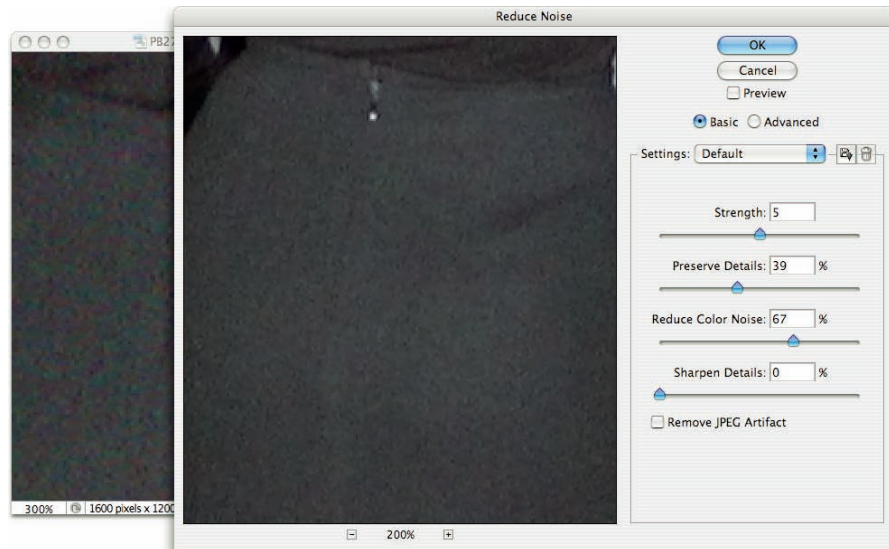 Reduce Noise
PB27
OK
Cancel
Preview
Basic Advanced
Settings: Default
Strength: 5
Preserve Details: 39 %
Reduce Color Noise: 67 %
Sharpen Details: 0 %
Remove JPEG Artifact
300% 1600 pixels x 1200
200%